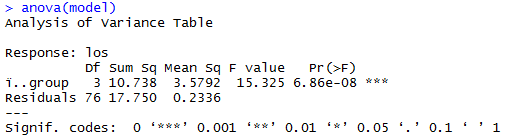 > anova(model)
Analysis of Variance Table

Response: los
          Df Sum Sq Mean Sq F value   Pr(>F)
ï..group   3 10.738  3.5792  15.325 6.86e-08 ***
Residuals 76 17.750  0.2336
---
Signif. codes:  0 ‘***’ 0.001 ‘**’ 0.01 ‘*’ 0.05 ‘.’ 0.1 ‘ ’ 1